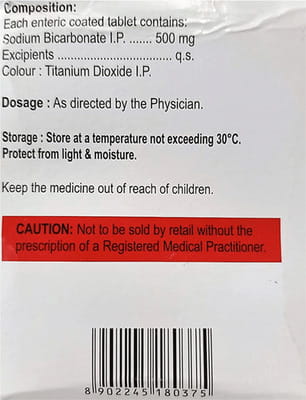 Composition:
Each enteric coated tablet contains:
Sodium Bicarbonate I.P. ....... 500 mg
Excipients ................................... q.s.
Colour : Titanium Dioxide I.P.
Dosage : As directed by the Physician.
Storage : Store at a temperature not exceeding 30°C.
Protect from light & moisture.
Keep the medicine out of reach of children.
CAUTION: Not to be sold by retail without the
prescription of a Registered Medical Practitioner.
8 902245 180375